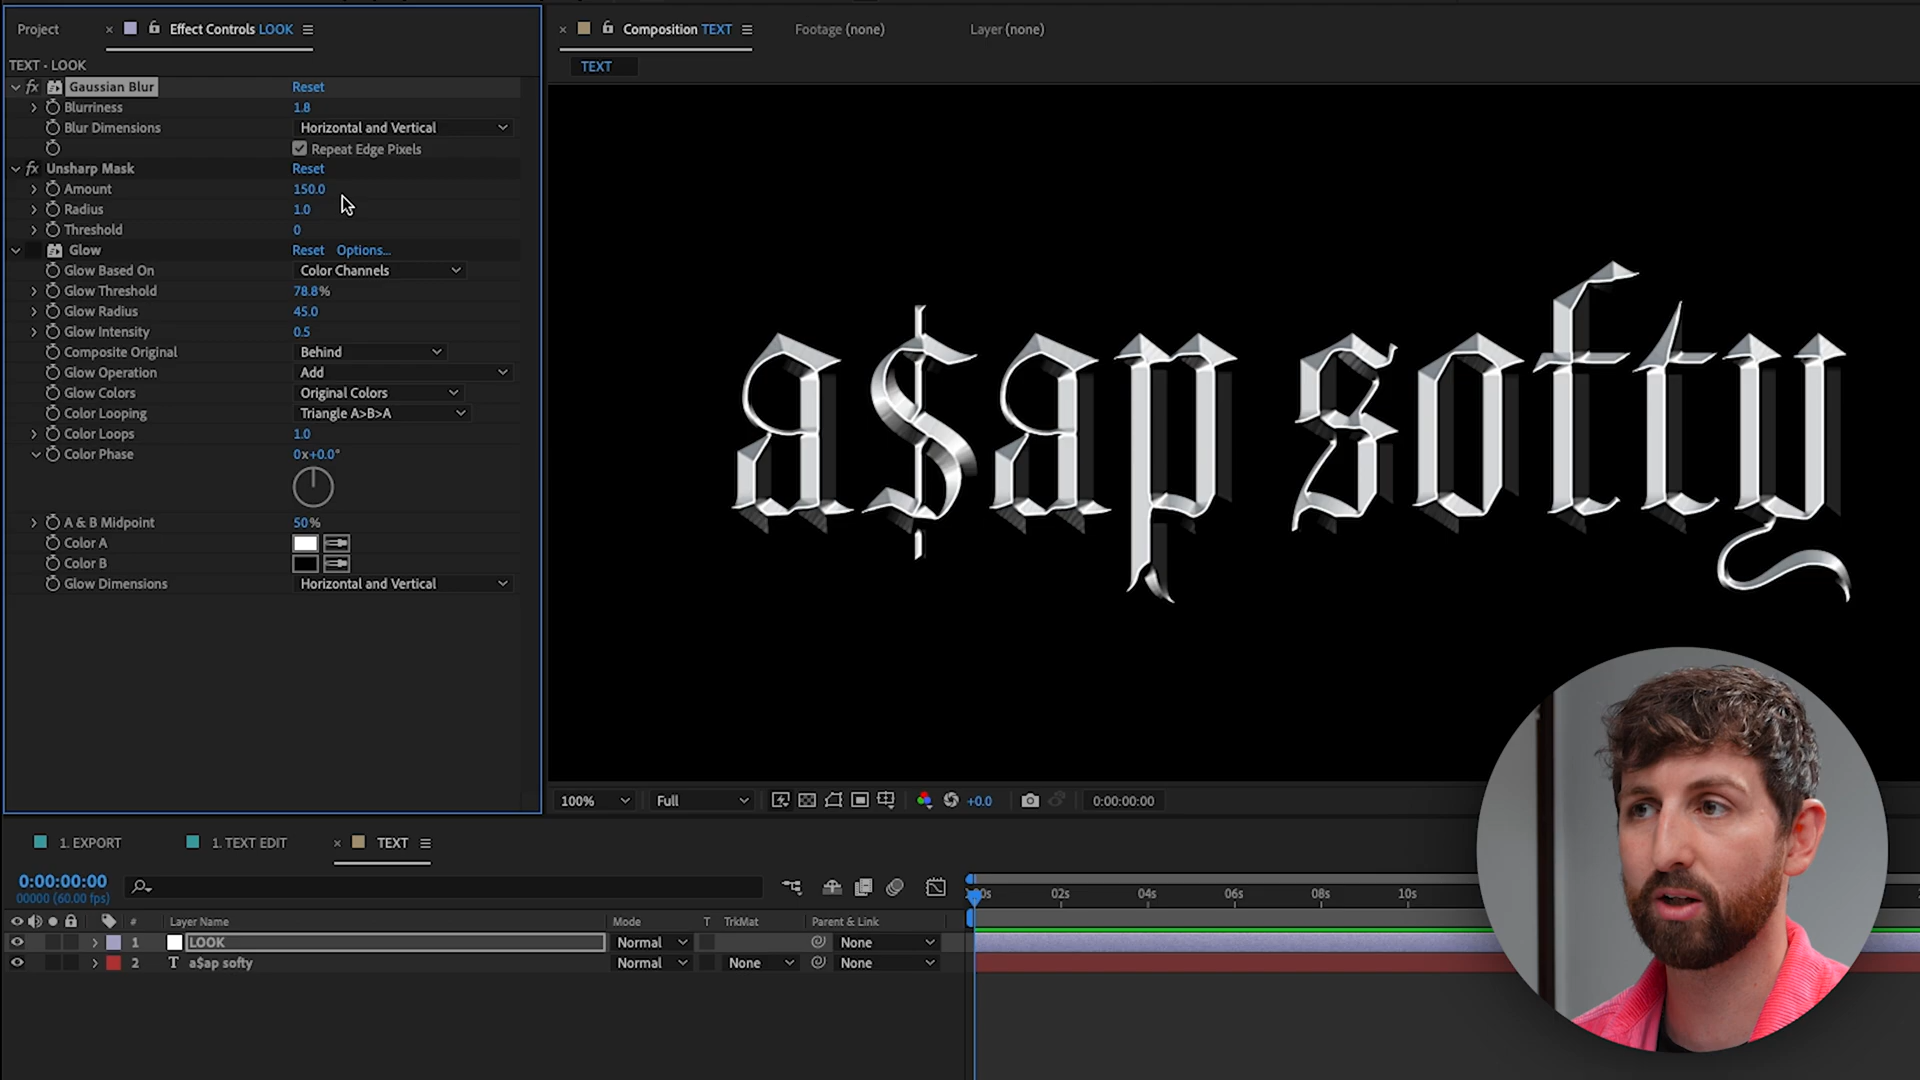 Project
× Effect Controls LOOK
TEXT • LOOK
fx Gaussian Blur Reset
Blurriness 1.8
Blur Dimensions Horizontal and Vertical
Repeat Edge Pixels
fx Unsharp Mask Reset
Amount 150.0
Radius 1.0
Threshold 0
Glow Reset Options...
Glow Based On Color Channels
Glow Threshold 78.8%
Glow Radius 45.0
Glow Intensity 0.5
Composite Original Behind
Glow Operation Add
Glow Colors Original Colors
Color Looping Triangle A>B>A
Color Loops 1.0
Color Phase 0x+0.0°
A & B Midpoint 50%
Color A
Color B
Glow Dimensions Horizontal and Vertical
× Composition TEXT Footage (none) Layer (none)
TEXT
a$ap softy
100% Full +0.0 0:00:00:00
1. EXPORT 1. TEXT EDIT × TEXT
0:00:00:00
00000 (60.00 fps)
02s 04s 06s 08s 10s
# Layer Name Mode T TrkMat Parent & Link
1 LOOK Normal None
2 T a$ap softy Normal None None